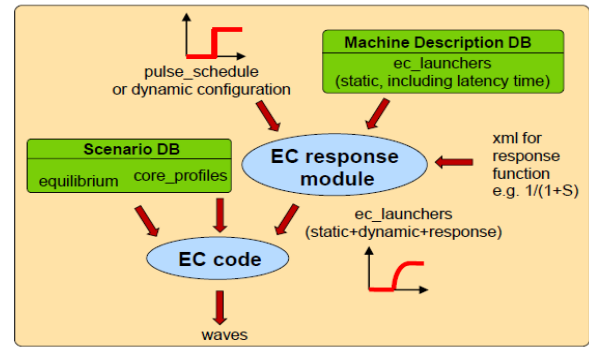 pulse_schedule
or dynamic configuration
Machine Description DB
ec_launchers
(static, including latency time)
Scenario DB
equilibrium
core_profiles
EC response
module
xml for
response
function
e.g. 1/(1+S)
ec_launchers
(static+dynamic+response)
EC code
waves